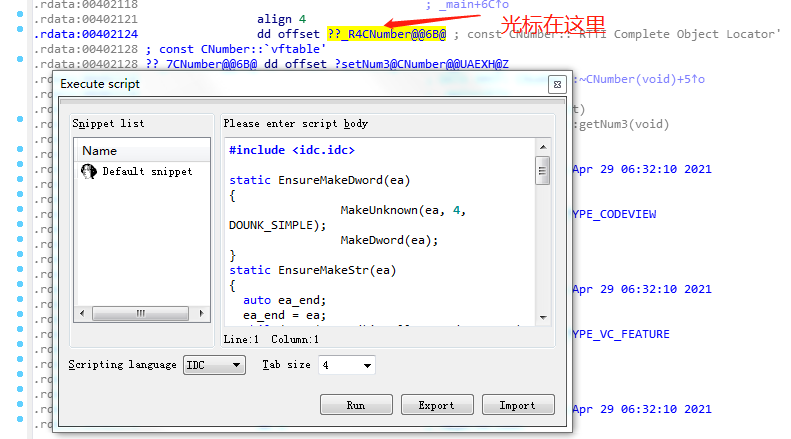 .rdata:00402118 ; _main+6C↑o
.rdata:00402121 align 4
.rdata:00402124 dd offset ??_R4CNumber@@6B@ ; const CNumber::`RTTI Complete Object Locator'
光标在这里
.rdata:00402128 ; const CNumber::`vftable'
.rdata:00402128 ??_7CNumber@@6B@ dd offset ?setNum3@CNumber@@UAEXH@Z
:~CNumber(void)+5↑o
t)
:getNum3(void)
Apr 29 06:32:10 2021
YPE_CODEVIEW
Apr 29 06:32:10 2021
YPE_VC_FEATURE
Apr 29 06:32:10 2021
Execute script
Snippet list
Name
Default snippet
Please enter script body
#include <idc.idc>
static EnsureMakeDword(ea)
{
MakeUnknown(ea, 4,
DOUNK_SIMPLE);
MakeDword(ea);
}
static EnsureMakeStr(ea)
{
auto ea_end;
ea_end = ea;
Line:1 Column:1
Scripting language IDC Tab size 4
Run Export Import